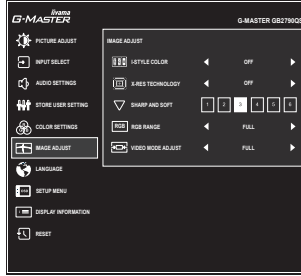 iiyama
G-MASTER
G-MASTER GB2790QS
PICTURE ADJUST
IMAGE ADJUST
INPUT SELECT
I-STYLE COLOR
OFF
AUDIO SETTINGS
X-RES TECHNOLOGY
OFF
STORE USER SETTING
SHARP AND SOFT
1 2 3 4 5 6
COLOR SETTINGS
RGB RGB RANGE
FULL
IMAGE ADJUST
VIDEO MODE ADJUST
FULL
LANGUAGE
SETUP MENU
DISPLAY INFORMATION
RESET